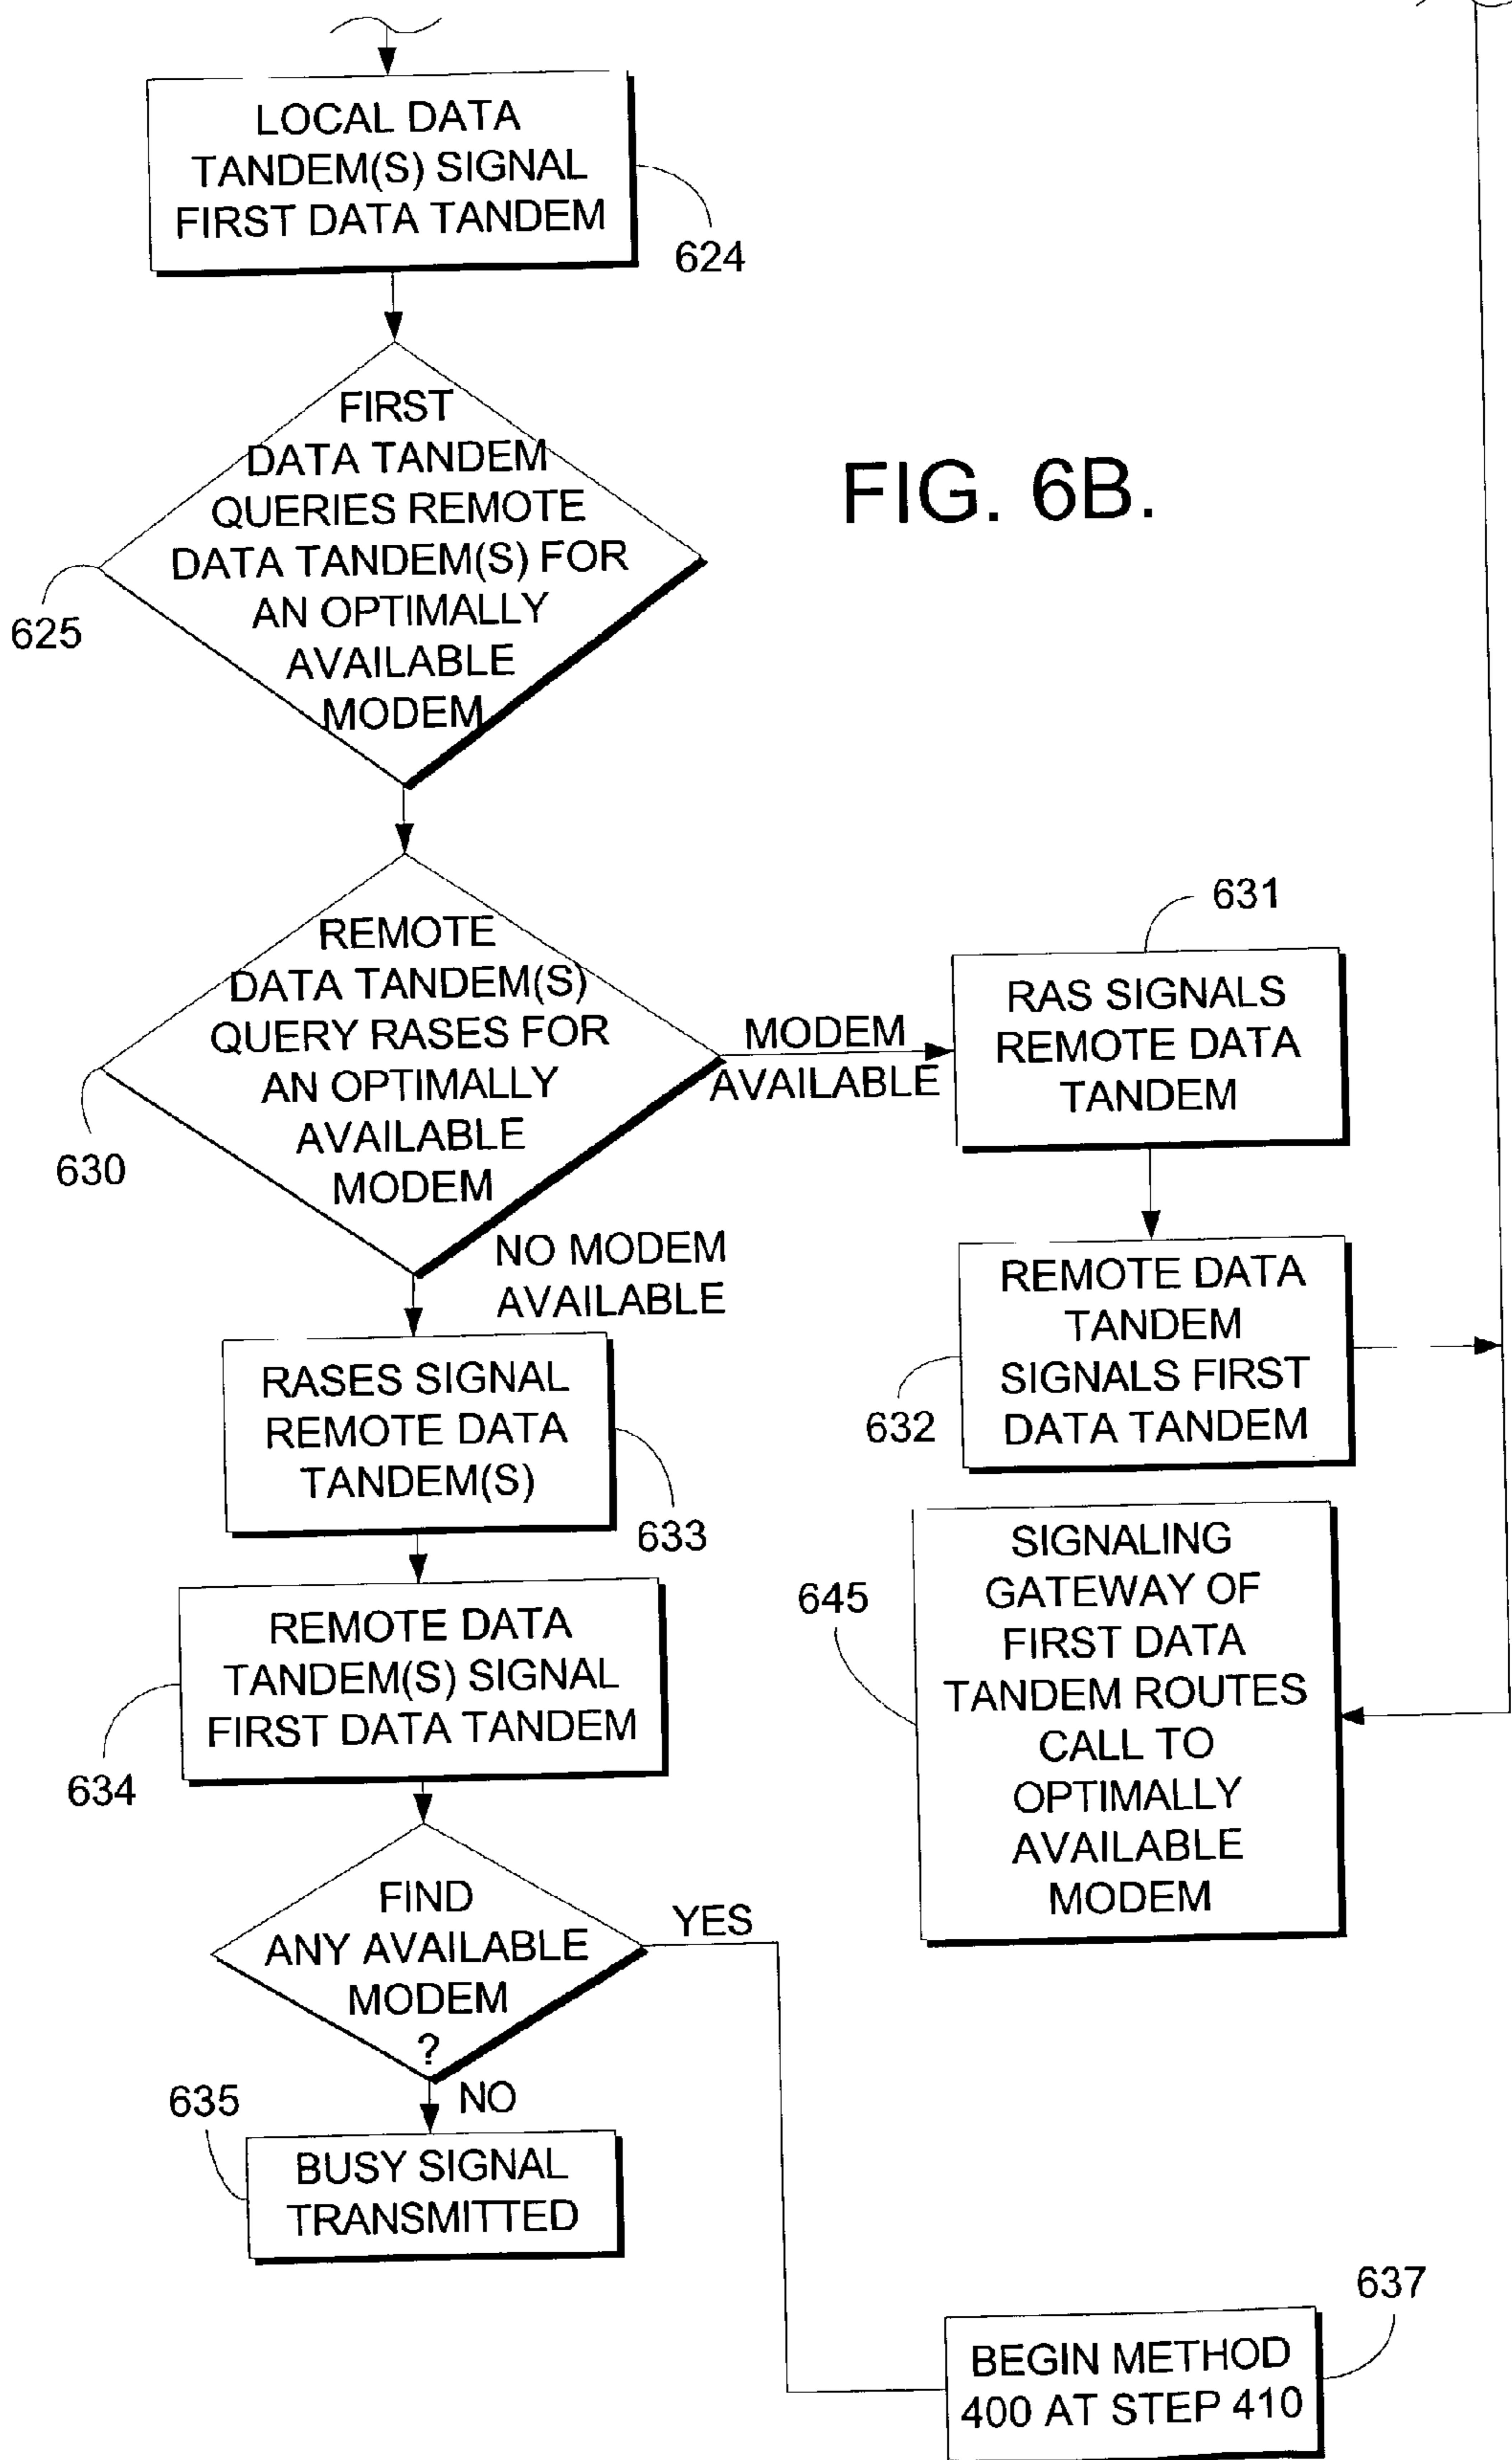 LOCAL DATA
TANDEM(S) SIGNAL
FIRST DATA TANDEM
624
FIRST
DATA TANDEM
QUERIES REMOTE
DATA TANDEM(S) FOR
AN OPTIMALLY
AVAILABLE
MODEM
625
FIG. 6B.
REMOTE
DATA TANDEM(S)
QUERY RASES FOR
AN OPTIMALLY
AVAILABLE
MODEM
630
MODEM
AVAILABLE
631
RAS SIGNALS
REMOTE DATA
TANDEM
NO MODEM
AVAILABLE
REMOTE DATA
TANDEM
SIGNALS FIRST
DATA TANDEM
632
RASES SIGNAL
REMOTE DATA
TANDEM(S)
633
645
SIGNALING
GATEWAY OF
FIRST DATA
TANDEM ROUTES
CALL TO
OPTIMALLY
AVAILABLE
MODEM
REMOTE DATA
TANDEM(S) SIGNAL
FIRST DATA TANDEM
634
FIND
ANY AVAILABLE
MODEM
?
YES
NO
635
BUSY SIGNAL
TRANSMITTED
637
BEGIN METHOD
400 AT STEP 410